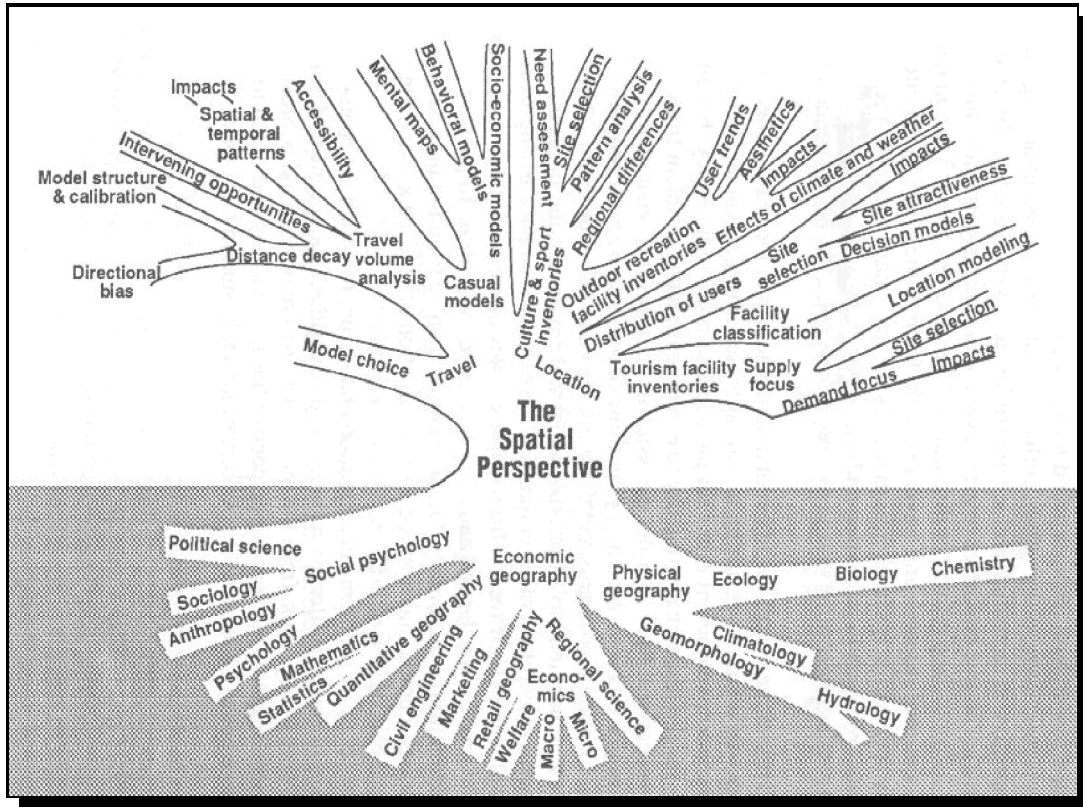 Impacts
Spatial &
temporal
patterns
Accessibility
Mental maps
Behavioral models
Socio-economic models
Need assessment
Site selection
Pattern analysis
Regional differences
User trends
Aesthetics
Impacts
Effects of climate and weather
Impacts
Site attractiveness
Decision models
Location modeling
Site selection
Impacts
Intervening opportunities
Model structure
& calibration
Directional
bias
Distance decay
Travel
volume
analysis
Casual
models
Culture & sport
inventories
Outdoor recreation
facility inventories
Distribution of users
Site
selection
Facility
classification
Model choice
Travel
Location
Tourism facility
inventories
Supply
focus
Demand focus
The
Spatial
Perspective
Political science
Social psychology
Sociology
Anthropology
Psychology
Mathematics
Statistics
Quantitative geography
Economic
geography
Civil engineering
Marketing
Retail geography
Econo-
mics
Welfare
Macro
Micro
Regional science
Physical
geography
Ecology
Biology
Chemistry
Geomorphology
Climatology
Hydrology